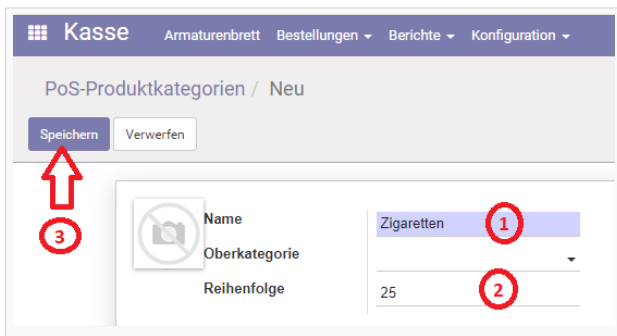 Kasse Armaturenbrett Bestellungen Berichte Konfiguration
PoS-Produktkategorien / Neu
Speichern Verwerfen
3
Name Zigaretten 1
Oberkategorie
Reihenfolge 25 2